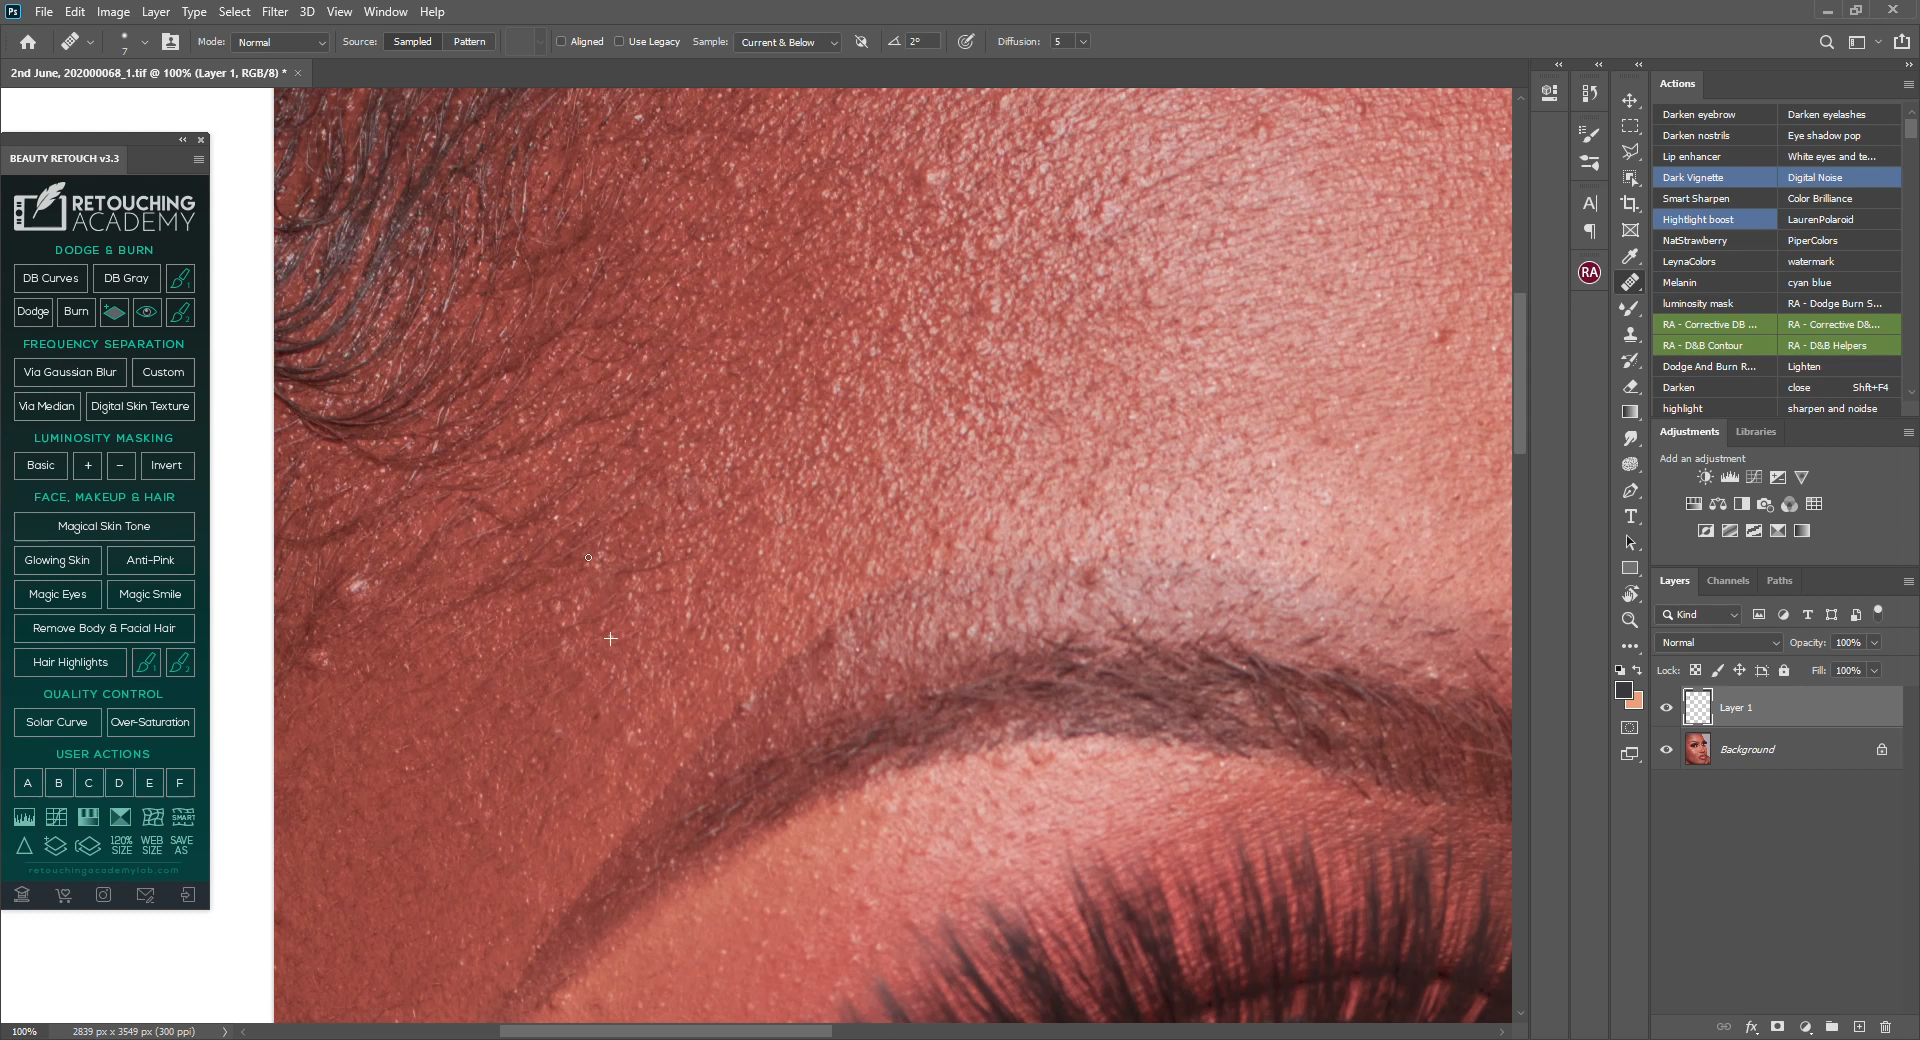 Ps File Edit Image Layer Type Select Filter 3D View Window Help
7 Mode: Normal Source: Sampled Pattern Aligned Use Legacy Sample: Current & Below 2° Diffusion: 5
2nd June, 202000068_1.tif @ 100% (Layer 1, RGB/8) * ×
BEAUTY RETOUCH v3.3
RETOUCHING
ACADEMY
DODGE & BURN
DB Curves DB Gray 1
Dodge Burn 2
FREQUENCY SEPARATION
Via Gaussian Blur Custom
Via Median Digital Skin Texture
LUMINOSITY MASKING
Basic + − Invert
FACE, MAKEUP & HAIR
Magical Skin Tone
Glowing Skin Anti-Pink
Magic Eyes Magic Smile
Remove Body & Facial Hair
Hair Highlights 1 2
QUALITY CONTROL
Solar Curve Over-Saturation
USER ACTIONS
A B C D E F
SMART
120% SIZE WEB SIZE SAVE AS
retouchingacademylab.com
100% 2839 px x 3549 px (300 ppi)
A
RA
T
Actions
Darken eyebrow Darken eyelashes
Darken nostrils Eye shadow pop
Lip enhancer White eyes and te...
Dark Vignette Digital Noise
Smart Sharpen Color Brilliance
Hightlight boost LaurenPolaroid
NatStrawberry PiperColors
LeynaColors watermark
Melanin cyan blue
luminosity mask RA - Dodge Burn S...
RA - Corrective DB ... RA - Corrective D&...
RA - D&B Contour RA - D&B Helpers
Dodge And Burn R... Lighten
Darken close Shft+F4
highlight sharpen and noidse
Adjustments Libraries
Add an adjustment
Layers Channels Paths
Kind T
Normal Opacity: 100%
Lock: Fill: 100%
Layer 1
Background
fx